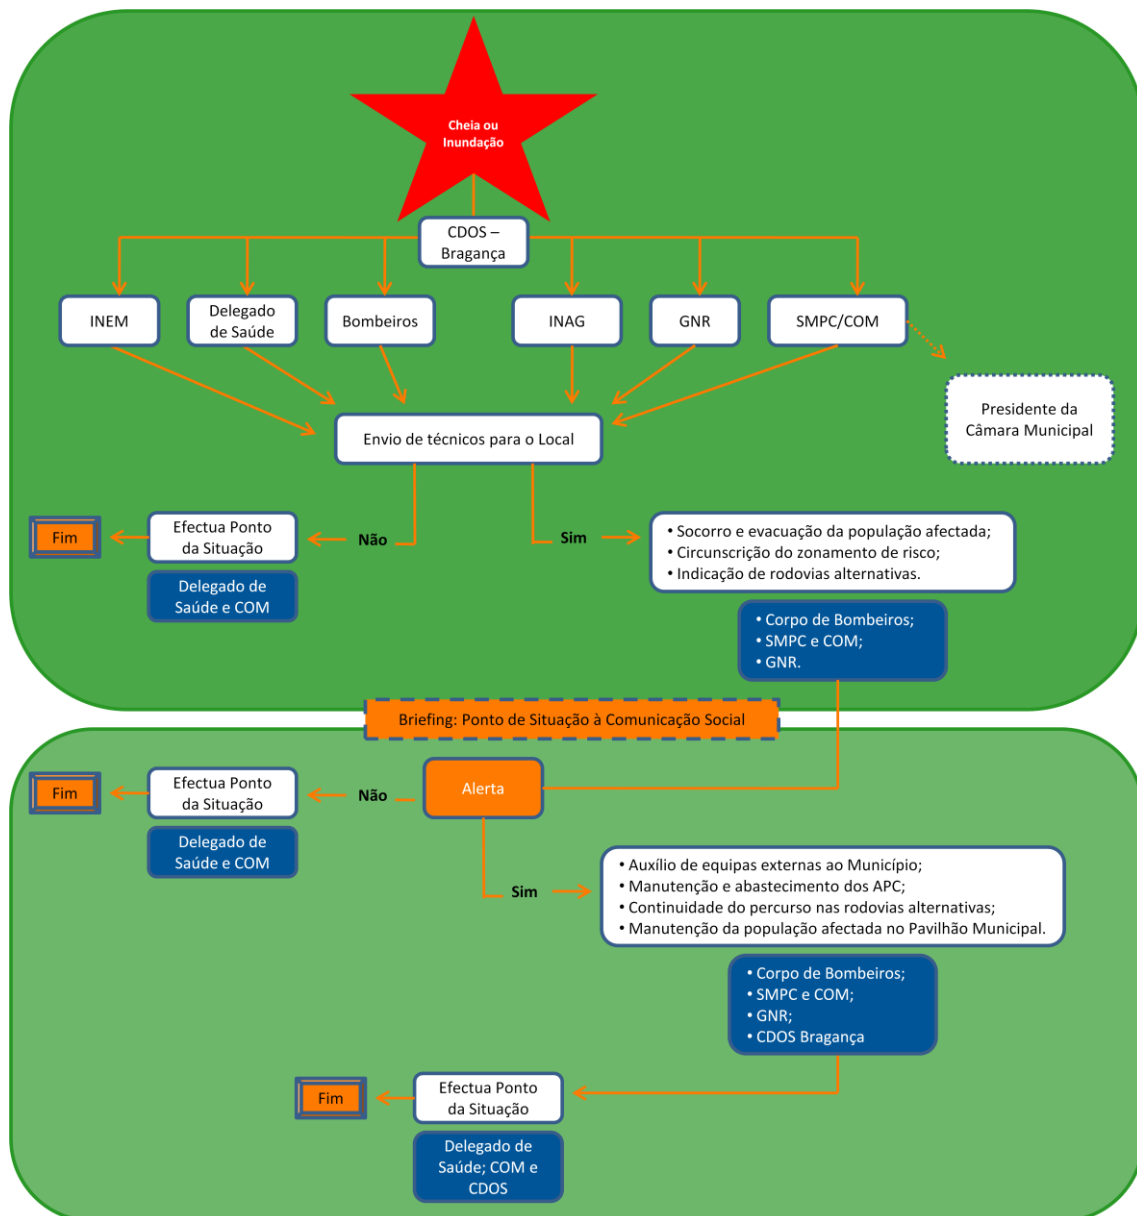 Cheia ou
Inundação
CDOS –
Bragança
INEM
Delegado
de Saúde
Bombeiros
INAG
GNR
SMPC/COM
Presidente da
Câmara Municipal
Envio de técnicos para o Local
Fim
Efectua Ponto
da Situação
Não
Sim
• Socorro e evacuação da população afectada;
• Circunscrição do zonamento de risco;
• Indicação de rodovias alternativas.
Delegado de
Saúde e COM
• Corpo de Bombeiros;
• SMPC e COM;
• GNR.
Briefing: Ponto de Situação à Comunicação Social
Fim
Efectua Ponto
da Situação
Não
Alerta
Delegado de
Saúde e COM
Sim
• Auxílio de equipas externas ao Município;
• Manutenção e abastecimento dos APC;
• Continuidade do percurso nas rodovias alternativas;
• Manutenção da população afectada no Pavilhão Municipal.
• Corpo de Bombeiros;
• SMPC e COM;
• GNR;
• CDOS Bragança
Fim
Efectua Ponto
da Situação
Delegado de
Saúde; COM e
CDOS